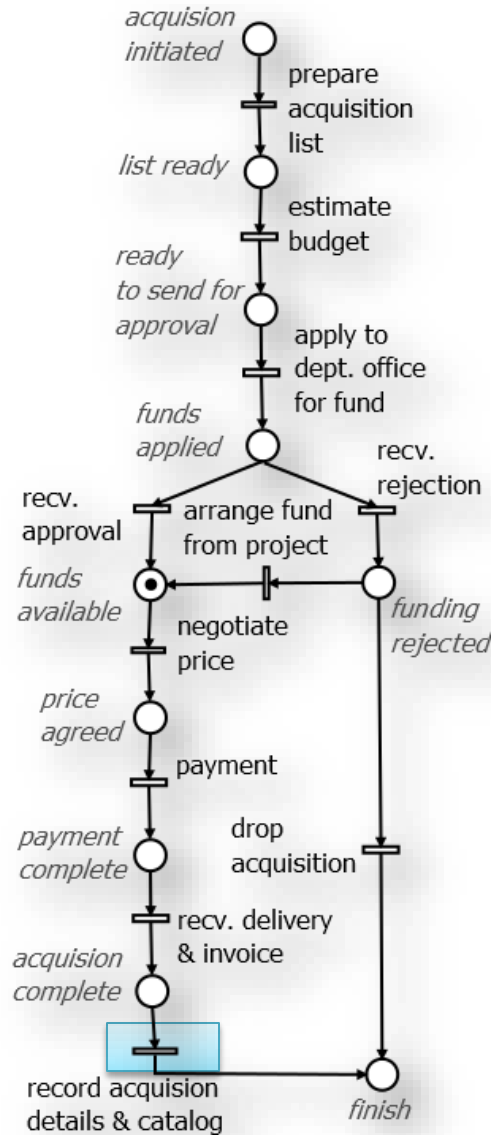 acquision
initiated
prepare
acquisition
list
list ready
estimate
budget
ready
to send for
approval
apply to
dept. office
for fund
funds
applied
recv.
rejection
recv.
approval
arrange fund
from project
funds
available
funding
rejected
negotiate
price
price
agreed
payment
payment
complete
drop
acquisition
recv. delivery
& invoice
acquision
complete
record acquision
details & catalog
finish